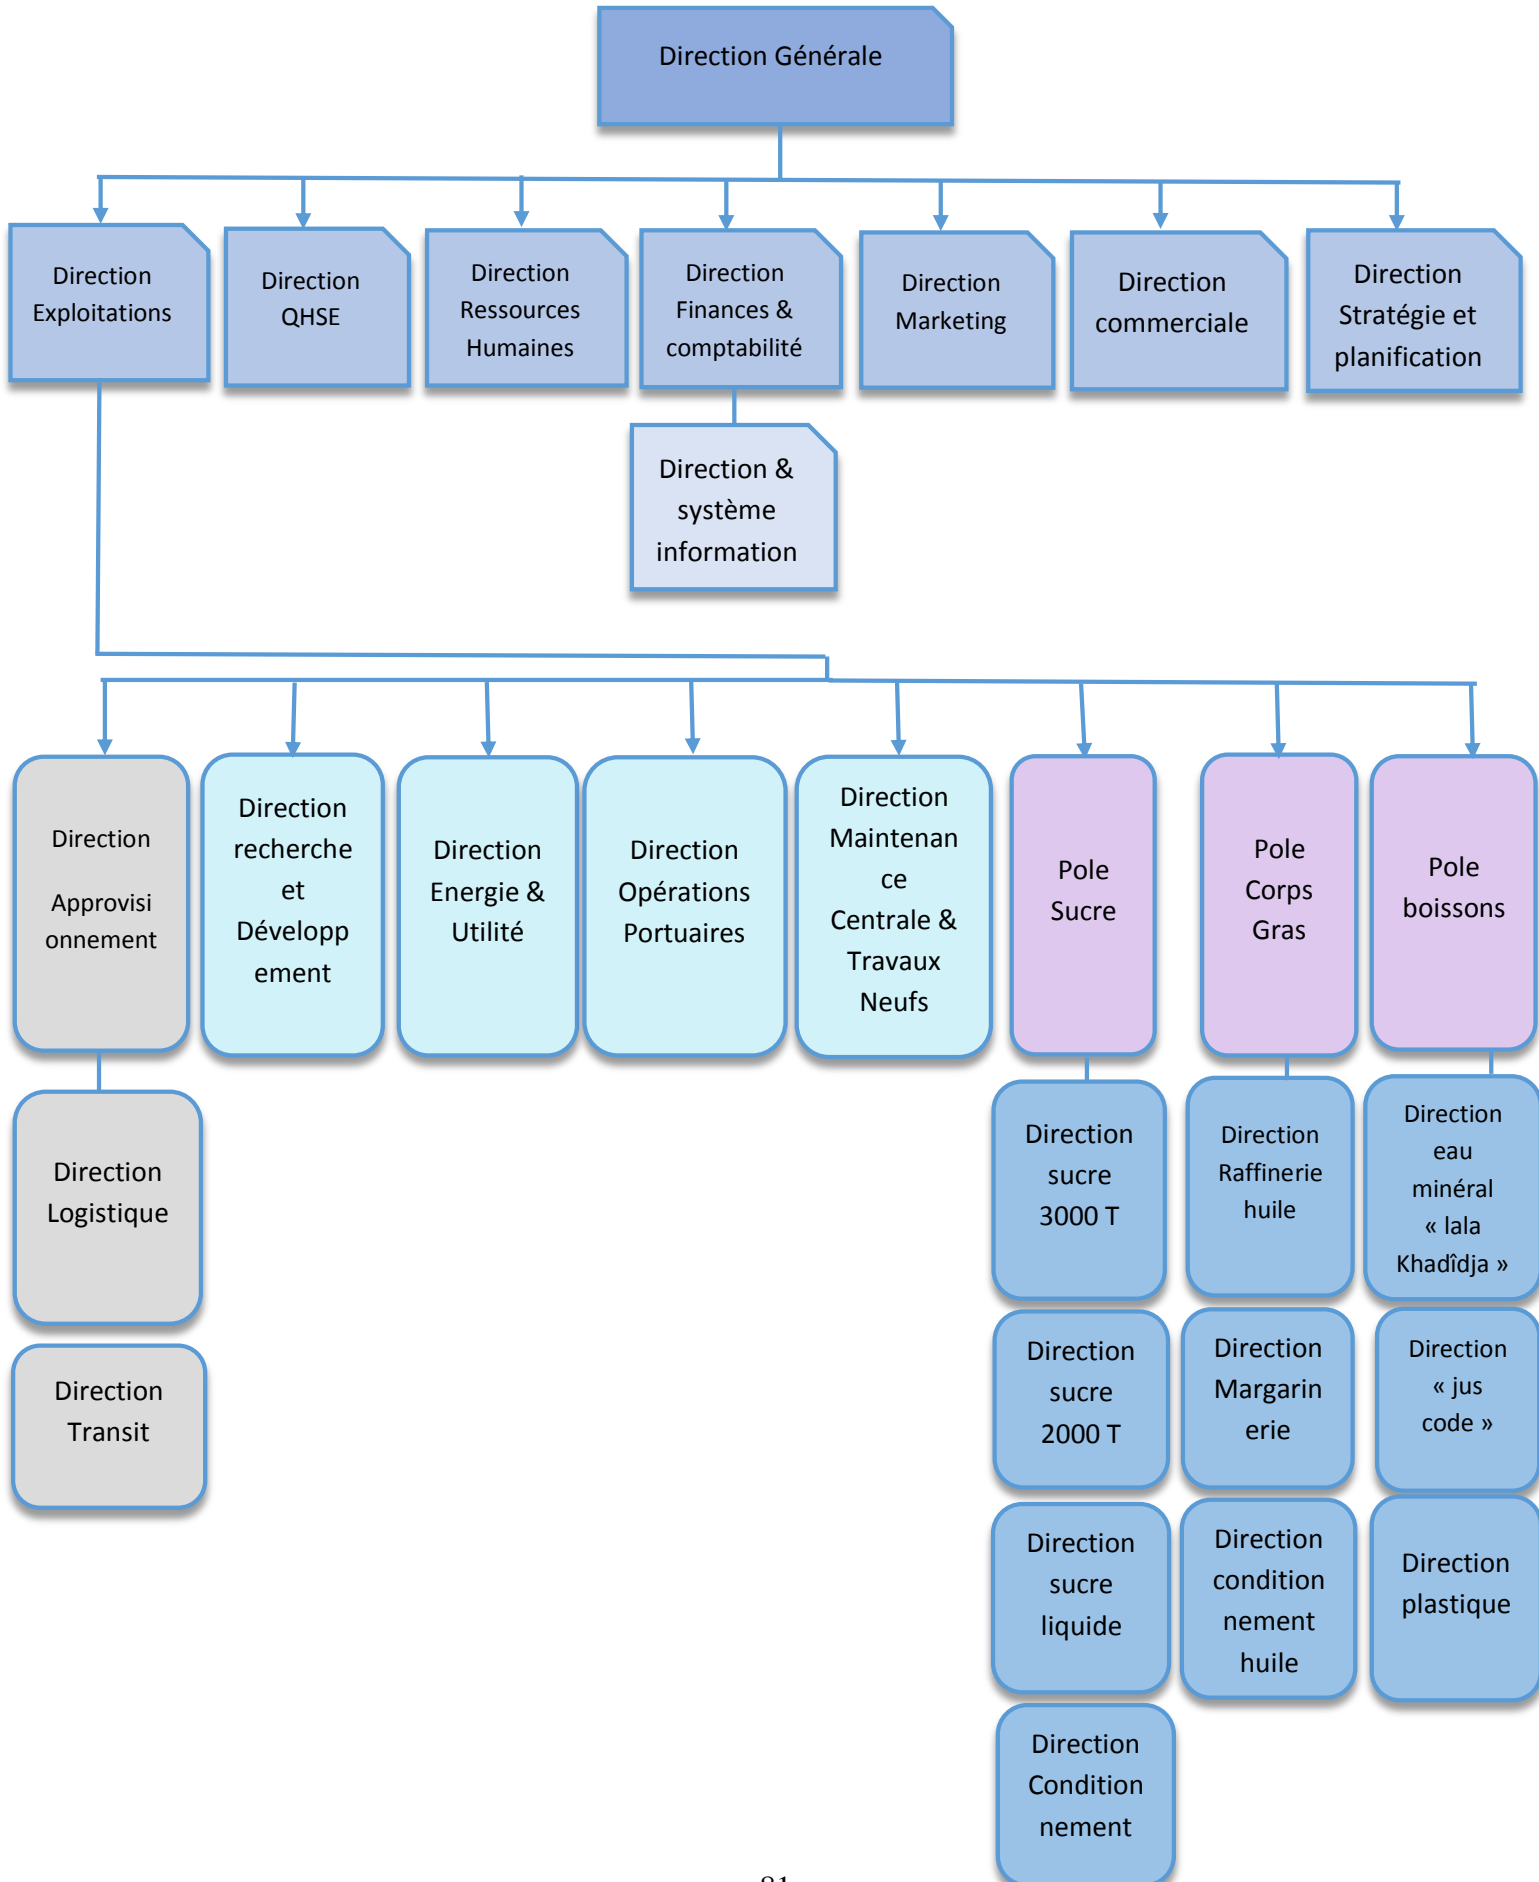 Direction Générale
Direction
Exploitations
Direction
QHSE
Direction
Ressources
Humaines
Direction
Finances &
comptabilité
Direction
Marketing
Direction
commerciale
Direction
Stratégie et
planification
Direction &
système
information
Direction
Approvisi
onnement
Direction
recherche
et
Développ
ement
Direction
Energie &
Utilité
Direction
Opérations
Portuaires
Direction
Maintenan
ce
Centrale &
Travaux
Neufs
Pole
Sucre
Pole
Corps
Gras
Pole
boissons
Direction
Logistique
Direction
Transit
Direction
sucre
3000 T
Direction
sucre
2000 T
Direction
sucre
liquide
Direction
Condition
nement
Direction
Raffinerie
huile
Direction
Margarin
erie
Direction
condition
nement
huile
Direction
eau
minéral
« lala
Khadîdja »
Direction
« jus
code »
Direction
plastique